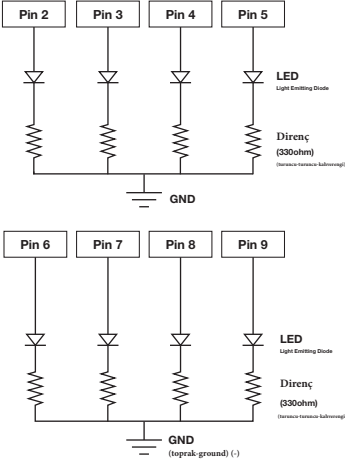 Pin 2 Pin 3 Pin 4 Pin 5
LED
Light Emitting Diode
Direnç
(330ohm)
(turuncu-turuncu-kahverengi)
GND
Pin 6 Pin 7 Pin 8 Pin 9
LED
Light Emitting Diode
Direnç
(330ohm)
(turuncu-turuncu-kahverengi
GND
(toprak-ground) (-)